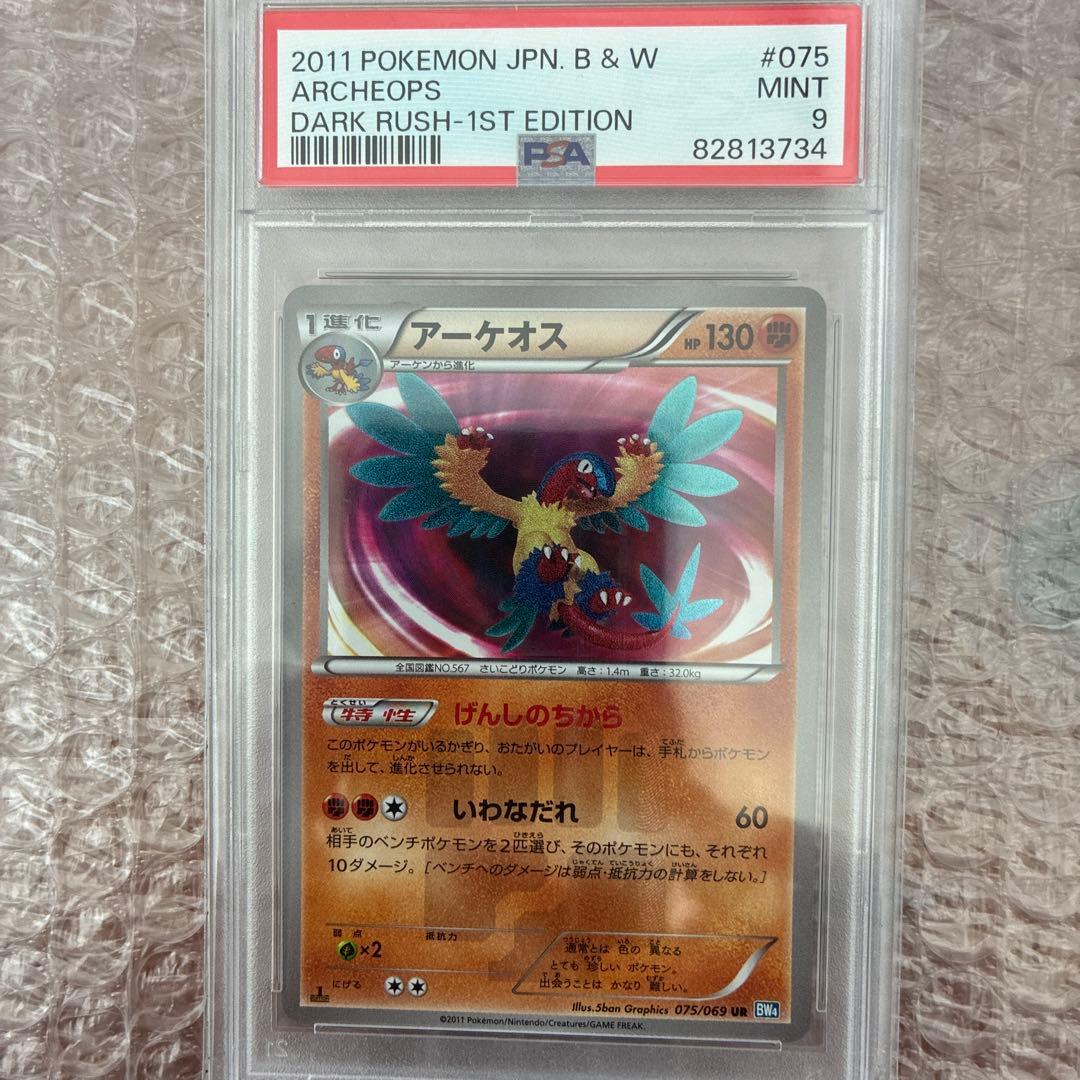 2011 POKEMON JPN. B & W #075
ARCHEOPS MINT
DARK RUSH-1ST EDITION 9
PSA 82813734
1進化 アーケオス HP 130
アーケンから進化
全国図鑑NO.567 さいこどりポケモン 高さ:1.4m 重さ:32.0kg
とくせい
特性 げんしのちから
このポケモンがいるかぎり、おたがいのプレイヤーは、手札からポケモン
を出して、進化させられない。
いわなだれ 60
相手のベンチポケモンを2匹選び、そのポケモンにも、それぞれ
10ダメージ。[ベンチへのダメージは弱点・抵抗力の計算をしない。]
弱点 抵抗力
×2
にげる
通常とは 色の 異なる
とても 珍しい ポケモン。
出会うことは かなり 難しい。
Illus.5ban Graphics 075/069 UR BW4
©2011 Pokémon/Nintendo/Creatures/GAME FREAK.